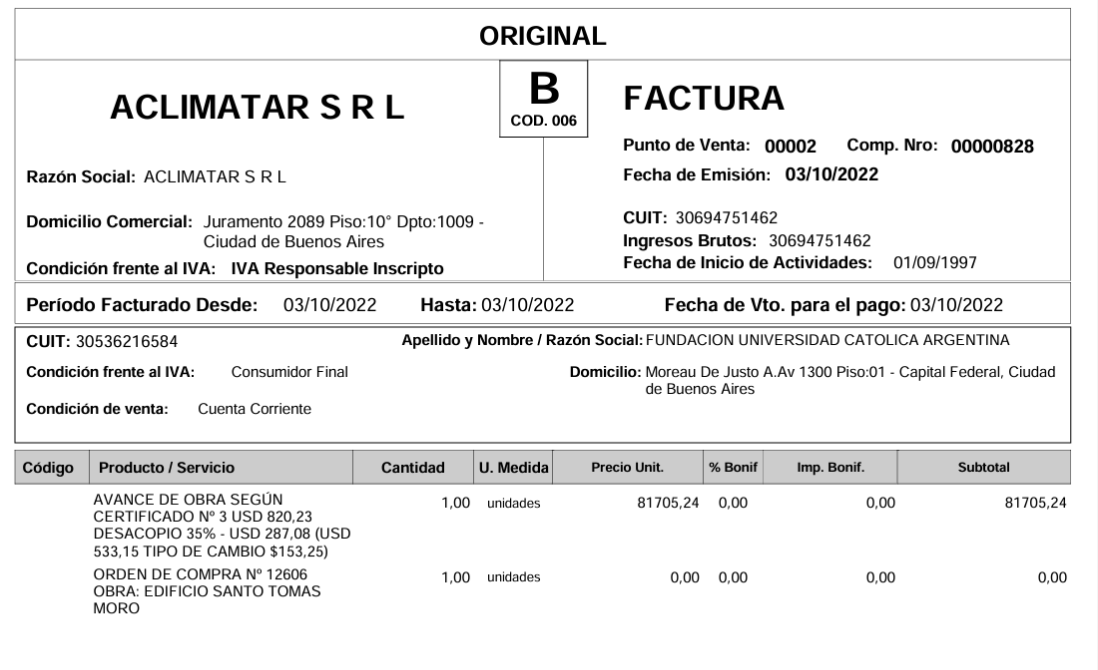 ORIGINAL
ACLIMATAR S R L
B
COD. 006
FACTURA
Punto de Venta: 00002 Comp. Nro: 00000828
Fecha de Emisión: 03/10/2022
Razón Social: ACLIMATAR S R L
Domicilio Comercial: Juramento 2089 Piso:10° Dpto:1009 -
Ciudad de Buenos Aires
Condición frente al IVA: IVA Responsable Inscripto
CUIT: 30694751462
Ingresos Brutos: 30694751462
Fecha de Inicio de Actividades: 01/09/1997
Período Facturado Desde: 03/10/2022 Hasta: 03/10/2022 Fecha de Vto. para el pago: 03/10/2022
CUIT: 30536216584 Apellido y Nombre / Razón Social: FUNDACION UNIVERSIDAD CATOLICA ARGENTINA
Condición frente al IVA: Consumidor Final Domicilio: Moreau De Justo A.Av 1300 Piso:01 - Capital Federal, Ciudad
de Buenos Aires
Condición de venta: Cuenta Corriente
Código Producto / Servicio Cantidad U. Medida Precio Unit. % Bonif Imp. Bonif. Subtotal
AVANCE DE OBRA SEGÚN 1,00 unidades 81705,24 0,00 0,00 81705,24
CERTIFICADO Nº 3 USD 820,23
DESACOPIO 35% - USD 287,08 (USD
533,15 TIPO DE CAMBIO $153,25)
ORDEN DE COMPRA Nº 12606 1,00 unidades 0,00 0,00 0,00 0,00
OBRA: EDIFICIO SANTO TOMAS
MORO